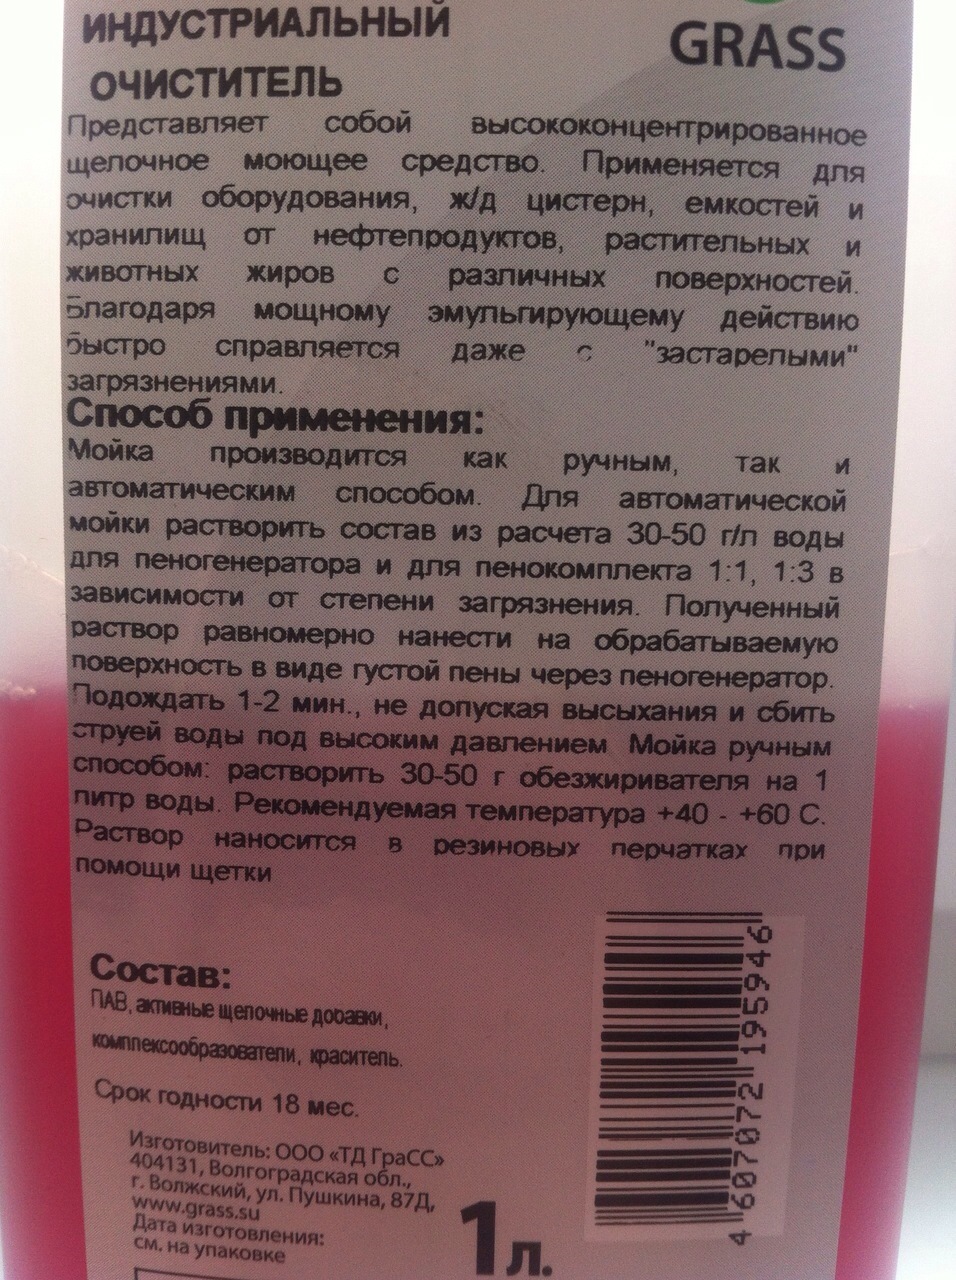 ИНДУСТРИАЛЬНЫЙ
ОЧИСТИТЕЛЬ
GRASS
Представляет собой высококонцентрированное
щелочное моющее средство. Применяется для
очистки оборудования, ж/д цистерн, емкостей и
хранилищ от нефтепродуктов, растительных и
животных жиров с различных поверхностей.
Благодаря мощному эмульгирующему действию
быстро справляется даже с "застарелыми"
загрязнениями.
Способ применения:
Мойка производится как ручным, так и
автоматическим способом. Для автоматической
мойки растворить состав из расчета 30-50 г/л воды
для пеногенератора и для пенокомплекта 1:1, 1:3 в
зависимости от степени загрязнения. Полученный
раствор равномерно нанести на обрабатываемую
поверхность в виде густой пены через пеногенератор.
Подождать 1-2 мин., не допуская высыхания и сбить
струей воды под высоким давлением Мойка ручным
способом: растворить 30-50 г обезжиривателя на 1
литр воды. Рекомендуемая температура +40 - +60 С.
Раствор наносится в резиновых перчатках при
помощи щетки
Состав:
ПАВ, активные щелочные добавки,
комплексообразователи, краситель.
Срок годности 18 мес.
Изготовитель: ООО «ТД ГраСС»
404131, Волгоградская обл.,
г. Волжский, ул. Пушкина, 87Д,
www.grass.su
Дата изготовления:
см. на упаковке
1 л.
4 607072 195946